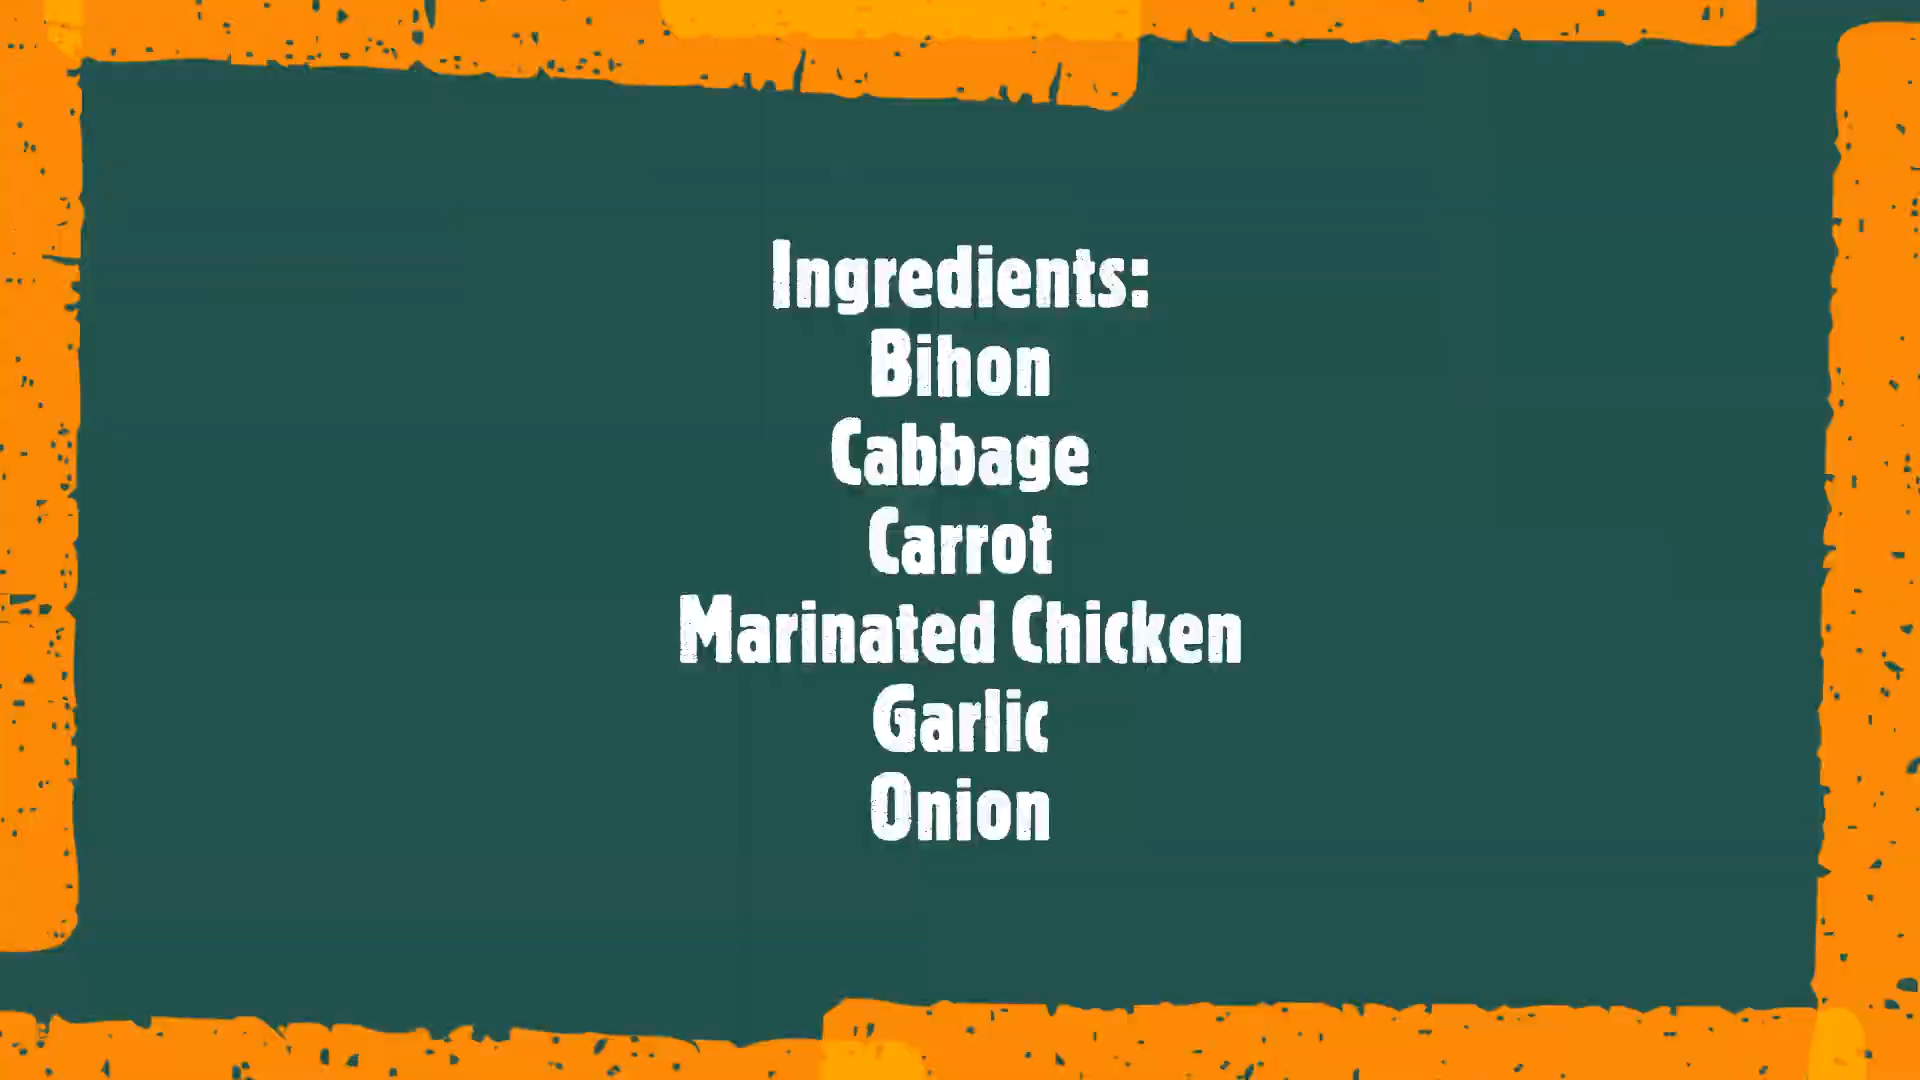 Ingredients:
Bihon
Cabbage
Carrot
Marinated Chicken
Garlic
Onion